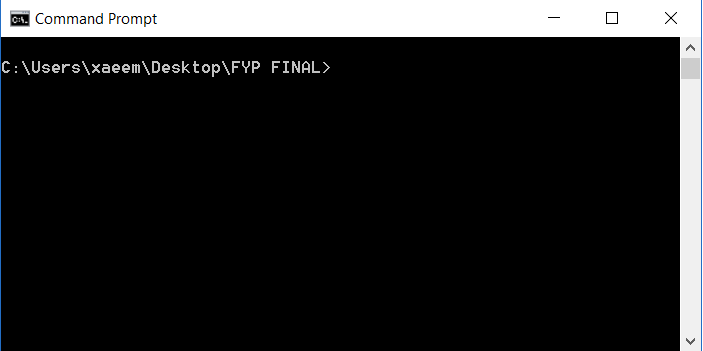 Command Prompt
C:\Users\xaeem\Desktop\FYP FINAL>